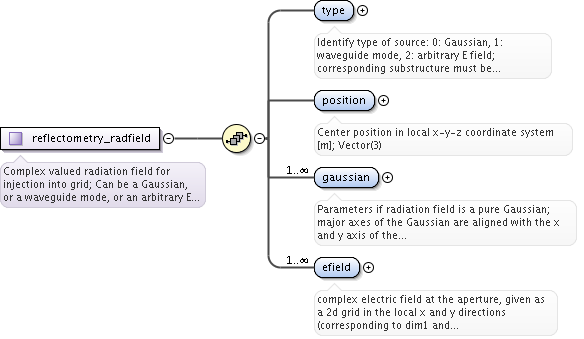 type
Identify type of source: 0: Gaussian, 1:
waveguide mode, 2: arbitrary E field;
corresponding substructure must be...
position
Center position in local x-y-z coordinate system
[m]; Vector(3)
reflectometry_radfield
Complex valued radiation field for
injection into grid; Can be a Gaussian,
or a waveguide mode, or an arbitrary E...
1..∞
gaussian
Parameters if radiation field is a pure Gaussian;
major axes of the Gaussian are aligned with the x
and y axis of the...
1..∞
efield
complex electric field at the aperture, given as
a 2d grid in the local x and y directions
(corresponding to dim1 and...